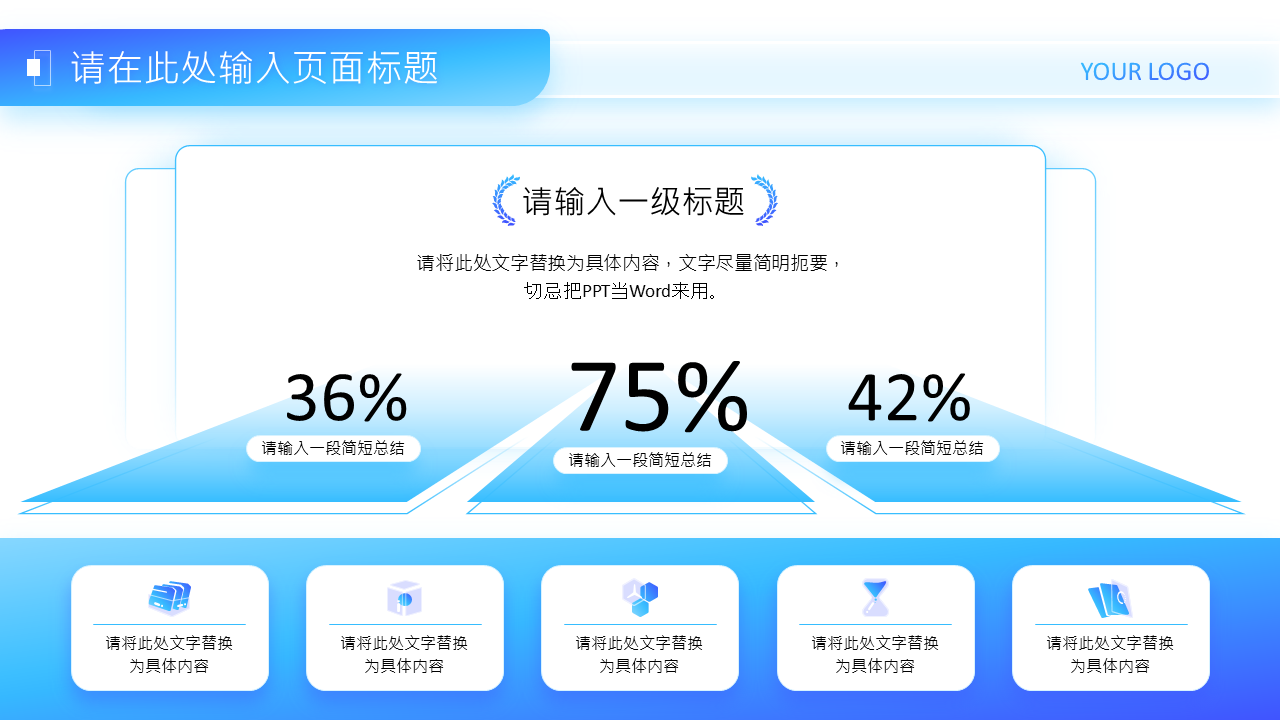 请在此处输入页面标题
YOUR LOGO
请输入一级标题
请将此处文字替换为具体内容，文字尽量简明扼要，
切忌把PPT当Word来用。
36%
75%
42%
请输入一段简短总结
请输入一段简短总结
请输入一段简短总结
请将此处文字替换
为具体内容
请将此处文字替换
为具体内容
请将此处文字替换
为具体内容
请将此处文字替换
为具体内容
请将此处文字替换
为具体内容